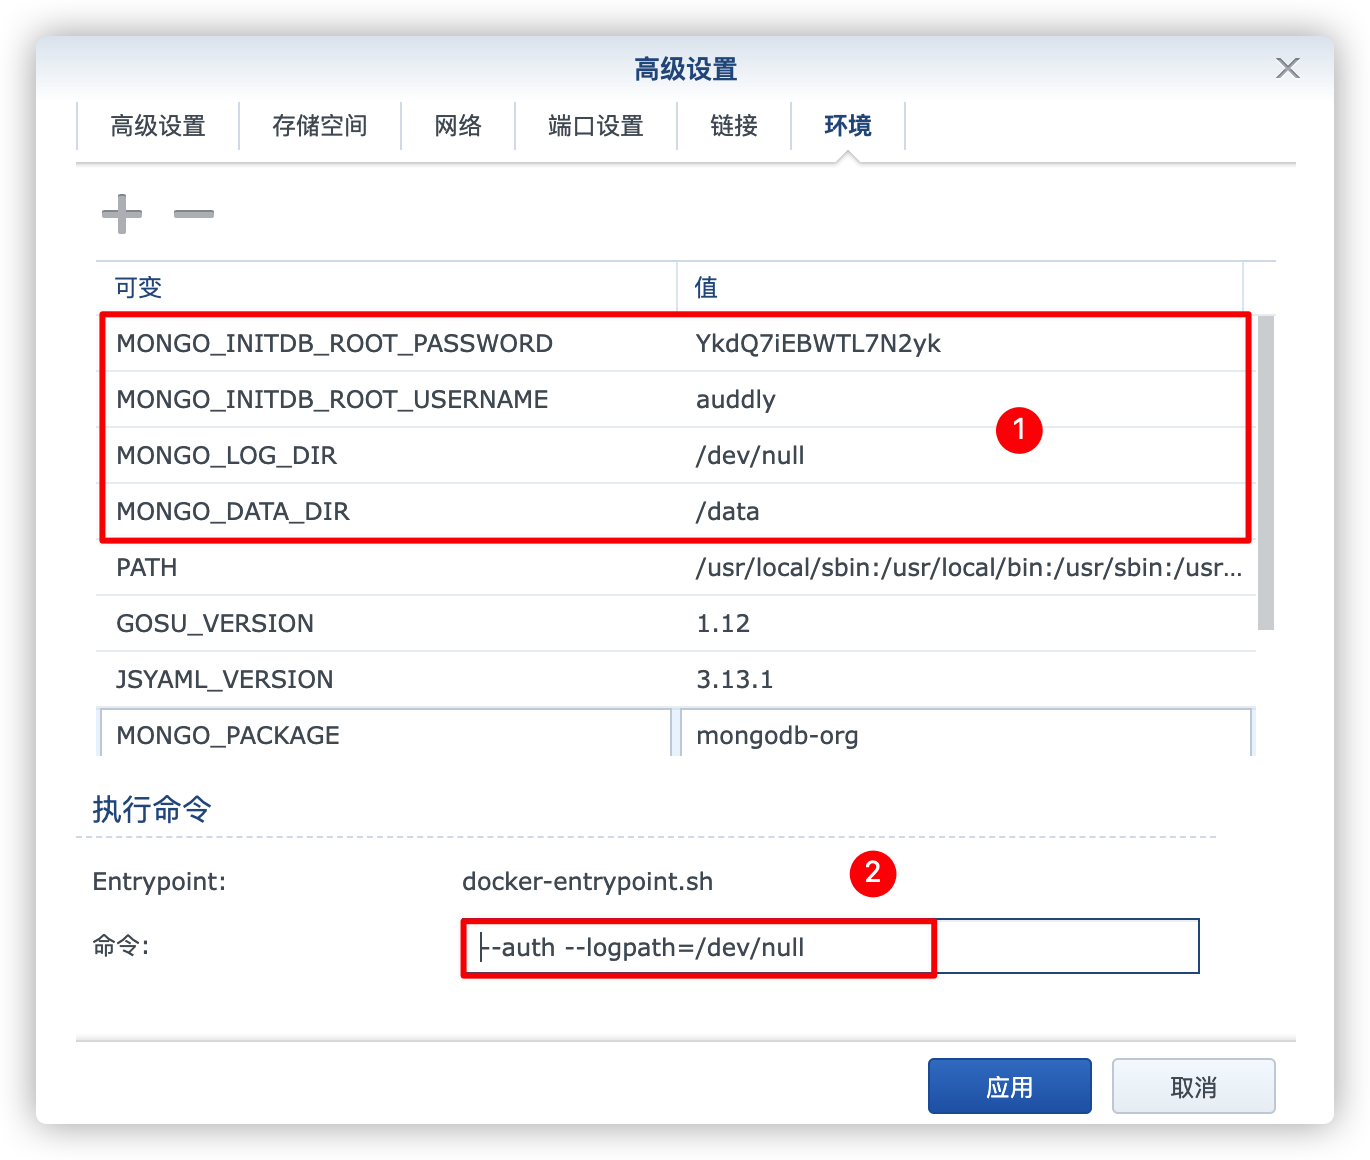 高级设置
高级设置 存储空间 网络 端口设置 链接 环境
可变 值
MONGO_INITDB_ROOT_PASSWORD YkdQ7iEBWTL7N2yk
MONGO_INITDB_ROOT_USERNAME auddly
1
MONGO_LOG_DIR /dev/null
MONGO_DATA_DIR /data
PATH /usr/local/sbin:/usr/local/bin:/usr/sbin:/usr...
GOSU_VERSION 1.12
JSYAML_VERSION 3.13.1
MONGO_PACKAGE mongodb-org
执行命令
Entrypoint: docker-entrypoint.sh 2
命令: --auth --logpath=/dev/null
应用 取消